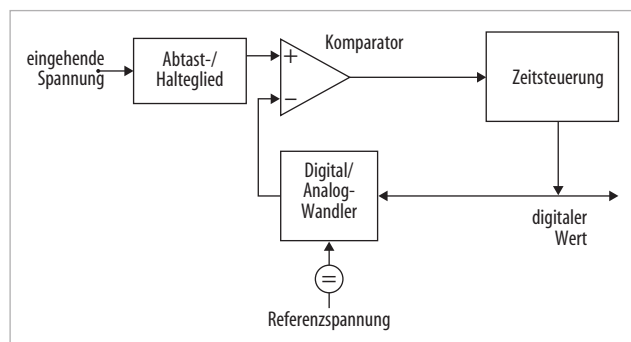 eingehende
Spannung
Abtast-/
Halteglied
+
−
Komparator
Zeitsteuerung
Digital/
Analog-
Wandler
digitaler
Wert
=
Referenzspannung